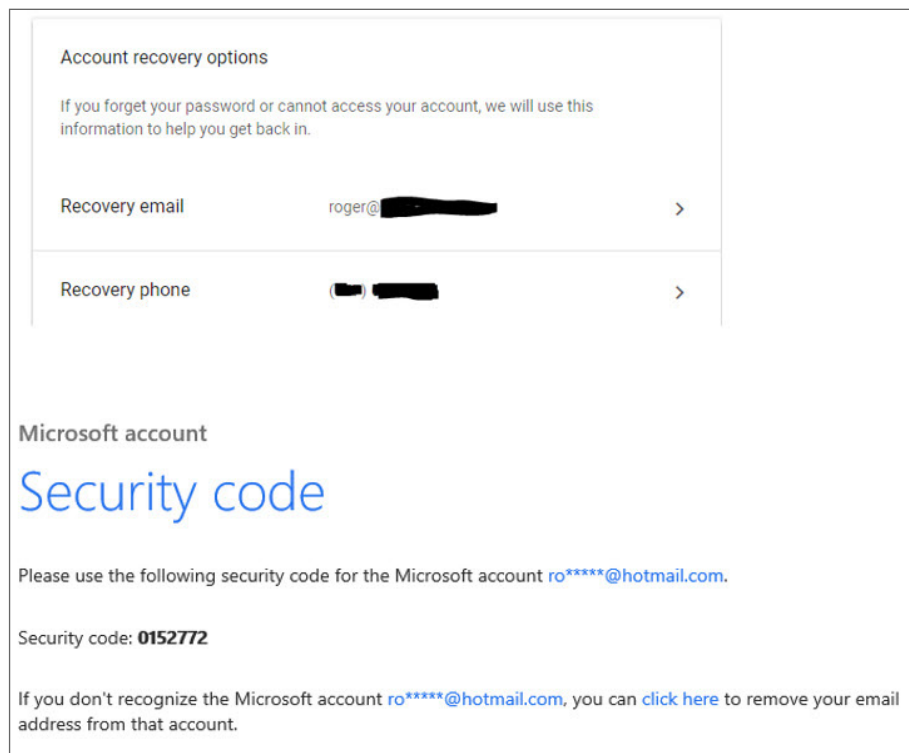 Account recovery options
If you forget your password or cannot access your account, we will use this
information to help you get back in.
Recovery email roger@
Recovery phone ( )
Microsoft account
Security code
Please use the following security code for the Microsoft account ro*****@hotmail.com.
Security code: 0152772
If you don't recognize the Microsoft account ro*****@hotmail.com, you can click here to remove your email
address from that account.